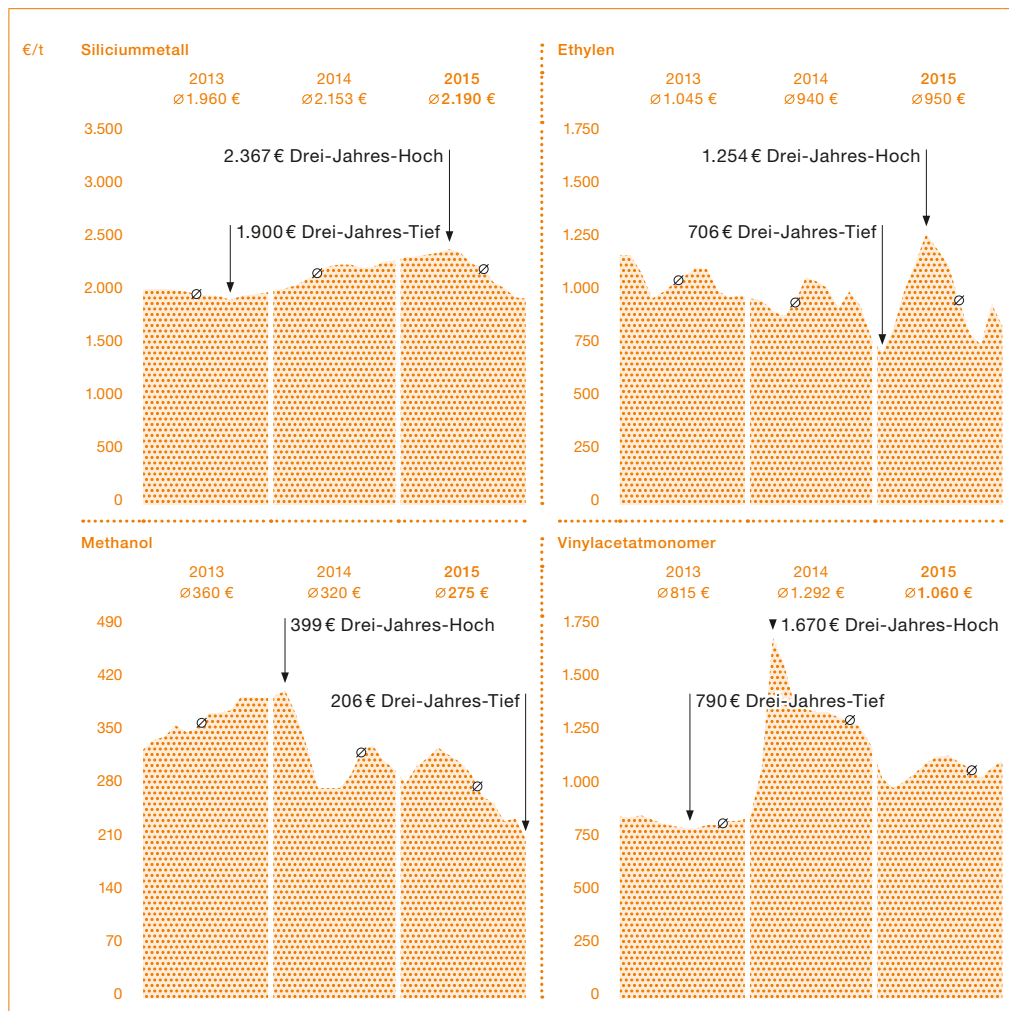 €/t
Siliciummetall
2013 2014 2015
∅ 1.960 € ∅ 2.153 € ∅ 2.190 €
3.500
2.367 € Drei-Jahres-Hoch
3.000
1.900 € Drei-Jahres-Tief
2.500
2.000
1.500
1.000
500
0
∅ ∅ ∅
Ethylen
2013 2014 2015
∅ 1.045 € ∅ 940 € ∅ 950 €
1.750
1.254 € Drei-Jahres-Hoch
1.500
706 € Drei-Jahres-Tief
1.250
1.000
750
500
250
0
∅ ∅ ∅
Methanol
2013 2014 2015
∅ 360 € ∅ 320 € ∅ 275 €
490
399 € Drei-Jahres-Hoch
420
206 € Drei-Jahres-Tief
350
280
210
140
70
0
∅ ∅ ∅
Vinylacetatmonomer
2013 2014 2015
∅ 815 € ∅ 1.292 € ∅ 1.060 €
1.750
1.670 € Drei-Jahres-Hoch
1.500
790 € Drei-Jahres-Tief
1.250
1.000
750
500
250
0
∅ ∅ ∅